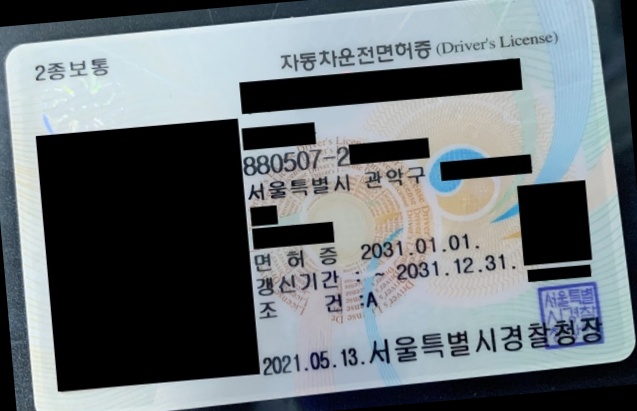 2종보통
자동차운전면허증 (Driver's License)
880507-2
서울특별시 관악구
면 허 증 2031.01.01.
갱신기간 : ~ 2031.12.31.
조 건 :A
2021.05.13. 서울특별시경찰청장